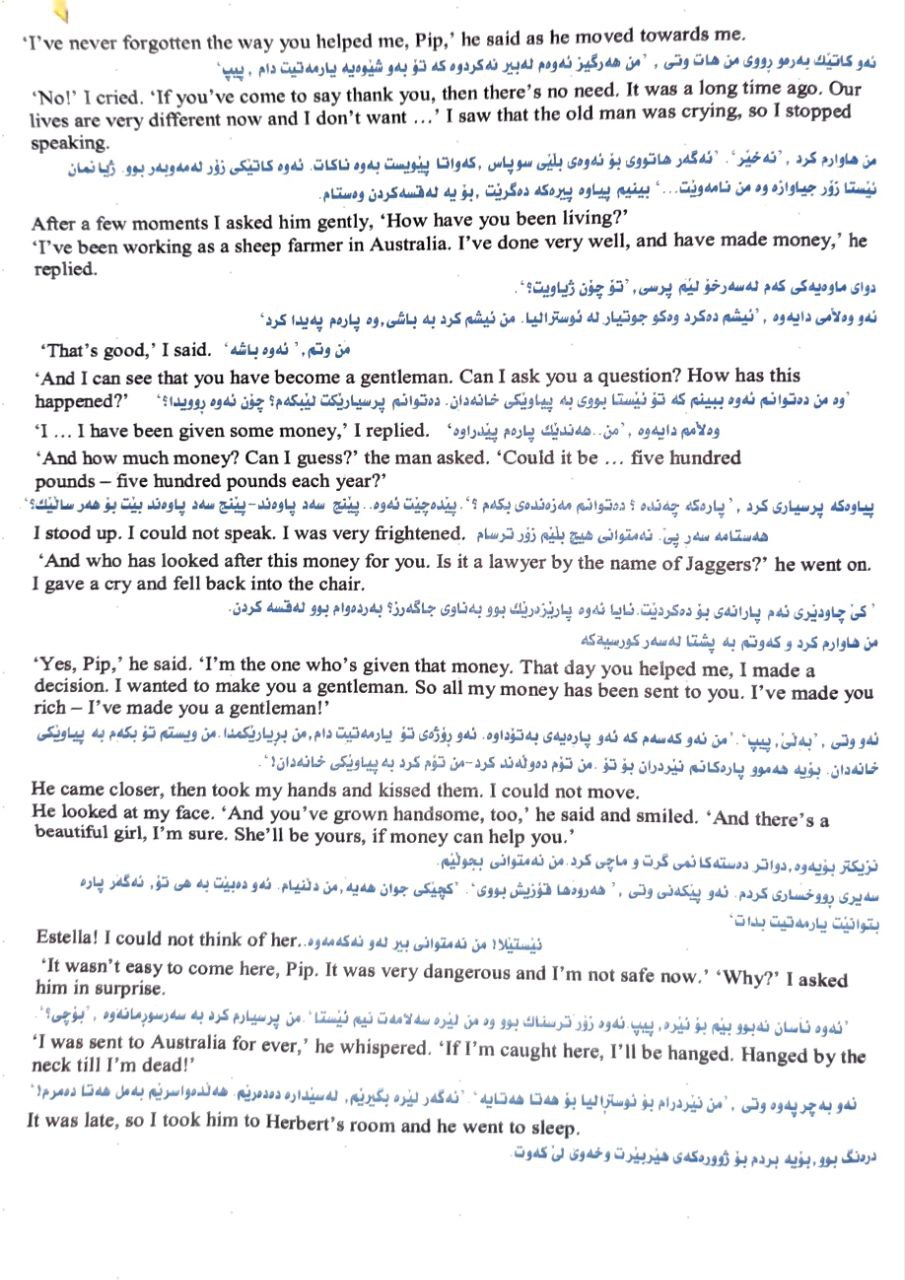 ‘I’ve never forgotten the way you helped me, Pip,’ he said as he moved towards me.
ئەو کاتێک بەرەو ڕووی من هات وتی , ’من هەرگیز ئەوەم لەبیر نەکردوە کە تۆ بەو شێوەیە یارمەتیت دام , پیپ‘
‘No!’ I cried. ‘If you’ve come to say thank you, then there’s no need. It was a long time ago. Our
lives are very different now and I don’t want …’ I saw that the old man was crying, so I stopped
speaking.
من هاوارم کرد ,’نەخێر‘. ’ئەگەر هاتووی بۆ ئەوەی بڵێی سوپاس ,کەواتا پێویست بەوە ناکات. ئەوە کاتێکی زۆر لەمەوبەر بوو. ژیانمان
ئێستا زۆر جیاوازە وە من نامەوێت...‘ بینیم پیاوە پیرەکە دەگریێت ,بۆیە لەقسەکردن وەستام.
After a few moments I asked him gently, ‘How have you been living?’
‘I’ve been working as a sheep farmer in Australia. I’ve done very well, and have made money,’ he
replied.
دوای ماوەیەکی کەم لەسەرخۆ لێم پرسی, ’تۆ چۆن ژیاویت؟‘.
ئەو وەڵامی دایەوە ,’ئیشم دەکرد وەکو جوتیار لە ئوسترالیا. من ئیشم کرد بە باشی,وە پارەم پەیدا کرد‘
‘That’s good,’ I said. من وتم,’ ئەوە باشە‘
‘And I can see that you have become a gentleman. Can I ask you a question? How has this
happened?’ ’وە من دەتوانم ئەوە ببینم کە تۆ ئێستا بووی بە پیاوێکی خانەدان. دەتوانم پرسیارێکت لێبکەم؟ چۆن ئەوە ڕوویدا؟‘
‘I … I have been given some money,’ I replied. وەلامم دایەوە ,’من..هەندێک پارەم پێدراوە‘
‘And how much money? Can I guess?’ the man asked. ‘Could it be … five hundred
pounds – five hundred pounds each year?’
پیاوەکە پرسیاری کرد ,’پارەکە چەندە ؟ دەتوانم مەزەندەی بکەم ؟‘.’پێدەچێت ئەوە.. پێنج سەد پاوەند-پێنج سەد پاوەند بێت بۆ هەر ساڵێک؟‘.
I stood up. I could not speak. I was very frightened. هەستامە سەر پێ. نەمتوانی هیچ بڵێم زۆر ترسام
‘And who has looked after this money for you. Is it a lawyer by the name of Jaggers?’ he went on.
I gave a cry and fell back into the chair.
’کێ چاودێری ئەم پارانەی بۆ دەکردیت.ئایا ئەوە پارێزەرێک بوو بەناوی جاگەرز؟ بەردەوام بوو لەقسە کردن.
من هاوارم کرد و کەوتم بە پشتا لەسەر کورسیەکە
‘Yes, Pip,’ he said. ‘I’m the one who’s given that money. That day you helped me, I made a
decision. I wanted to make you a gentleman. So all my money has been sent to you. I’ve made you
rich – I’ve made you a gentleman!’
ئەو وتی ,’بەڵێ, پیپ‘.’من ئەو کەسەم کە ئەو پارەیەی بەتۆداوە. ئەو ڕۆژەی تۆ یارمەتیت دام,من بریارێکمندا.من ویستم تۆ بکەم بە پیاوێکی
خانەدان. بۆیە هەموو پارەکانم نێردران بۆ تۆ .من تۆم دەوڵەند کرد-من تۆم کرد بە پیاوێکی خانەدان!‘.
He came closer, then took my hands and kissed them. I could not move.
He looked at my face. ‘And you’ve grown handsome, too,’ he said and smiled. ‘And there’s a
beautiful girl, I’m sure. She’ll be yours, if money can help you.’
نزیکتر بۆیەوە,دواتر دەستەکانمی گرت و ماچی کرد.من نەمتوانی بجوڵێم.
سەیری ڕووخساری کردم. ئەو پێکەنی وتی ,’ هەروەها قۆزیش بووی‘. ’کچێکی جوان هەیە,من دڵنیام. ئەو دەبێت بە هی تۆ, ئەگەر پارە
بتوانێت یارمەتیت بدات‘
Estella! I could not think of her.. ئێستێلا! من نەمتوانی بیر لەو نەکەمەوە
‘It wasn’t easy to come here, Pip. It was very dangerous and I’m not safe now.’ ‘Why?’ I asked
him in surprise.
’ئەوە ئاسان نەبوو بێم بۆ ئێرە, پیپ.ئەوە زۆر ترسناک بوو وە من لێرە سەلامەت نیم ئێستا‘.من پرسیارم کرد بە سەرسوڕمانەوە ,’بۆچی؟‘.
‘I was sent to Australia for ever,’ he whispered. ‘If I’m caught here, I’ll be hanged. Hanged by the
neck till I’m dead!’
ئەو بەچرپەوە وتی ,’من نێردرام بۆ ئوسترالیا بۆ هەتا هەتایە‘.’ئەگەر لێرە بگیرێم, لەسێدارە دەدەرێم. هەڵدەواسرێم بەمل هەتا دەمرم!‘
It was late, so I took him to Herbert’s room and he went to sleep.
درەنگ بوو,بۆیە بردم بۆ ژوورەکەی هێربێرت وخەوی لێ کەوت.